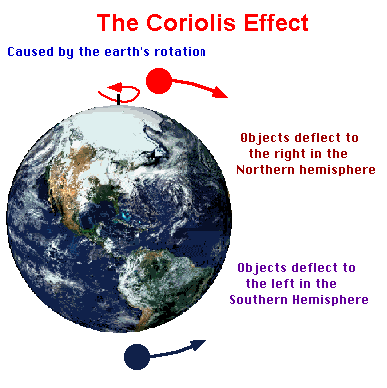 The Coriolis Effect
Caused by the earth's rotation
Objects deflect to
the right in the
Northern hemisphere
Objects deflect to
the left in the
Southern Hemisphere